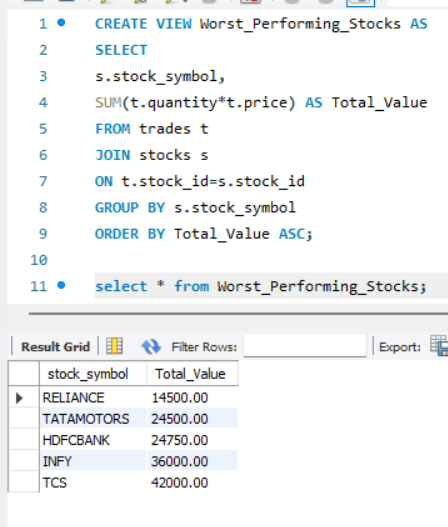 1 CREATE VIEW Worst_Performing_Stocks AS
2 SELECT
3 s.stock_symbol,
4 SUM(t.quantity*t.price) AS Total_Value
5 FROM trades t
6 JOIN stocks s
7 ON t.stock_id=s.stock_id
8 GROUP BY s.stock_symbol
9 ORDER BY Total_Value ASC;
10
11 select * from Worst_Performing_Stocks;
Result Grid Filter Rows: Export:
stock_symbol Total_Value
RELIANCE 14500.00
TATAMOTORS 24500.00
HDFCBANK 24750.00
INFY 36000.00
TCS 42000.00